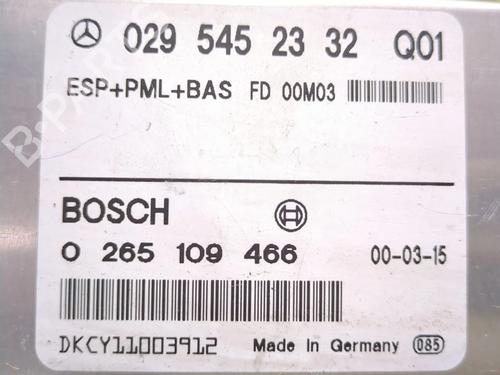 029 545 23 32 Q01
ESP+PML+BAS FD 00M03
B-PARTS
BOSCH
0 265 109 466 00-03-15
DKCY11003912 Made in Germany 085